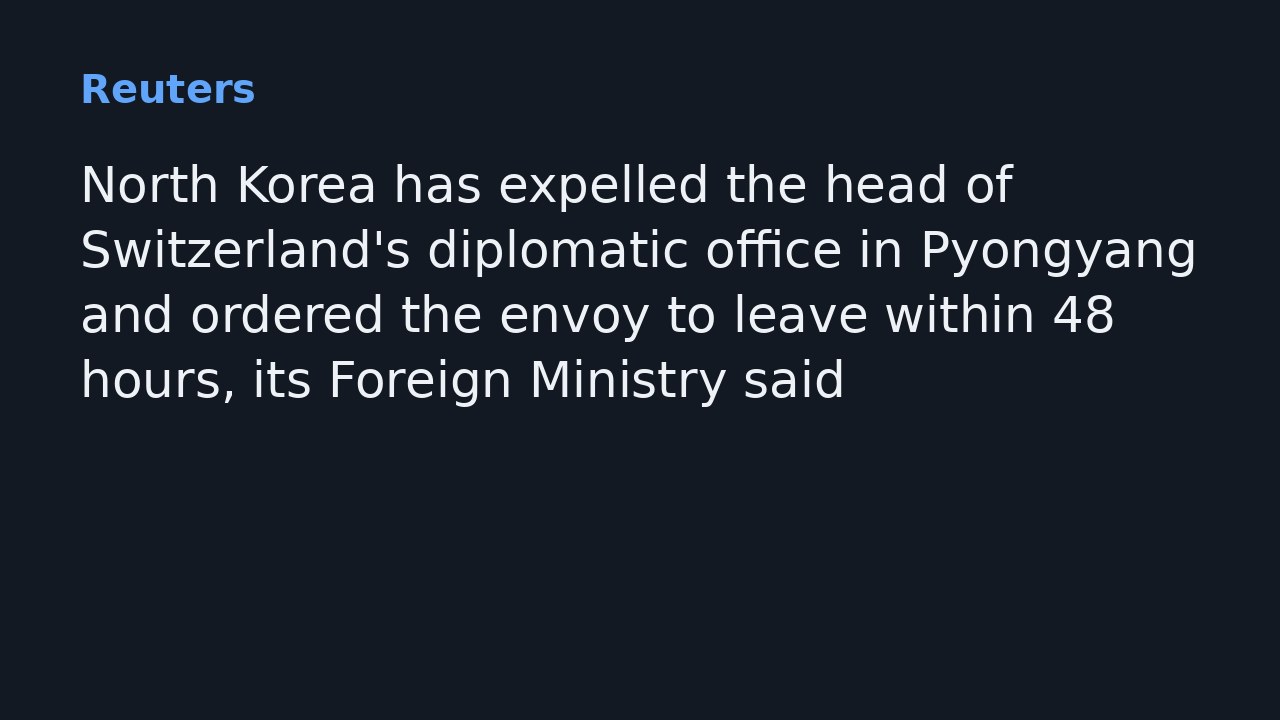 Reuters
North Korea has expelled the head of
Switzerland's diplomatic office in Pyongyang
and ordered the envoy to leave within 48
hours, its Foreign Ministry said